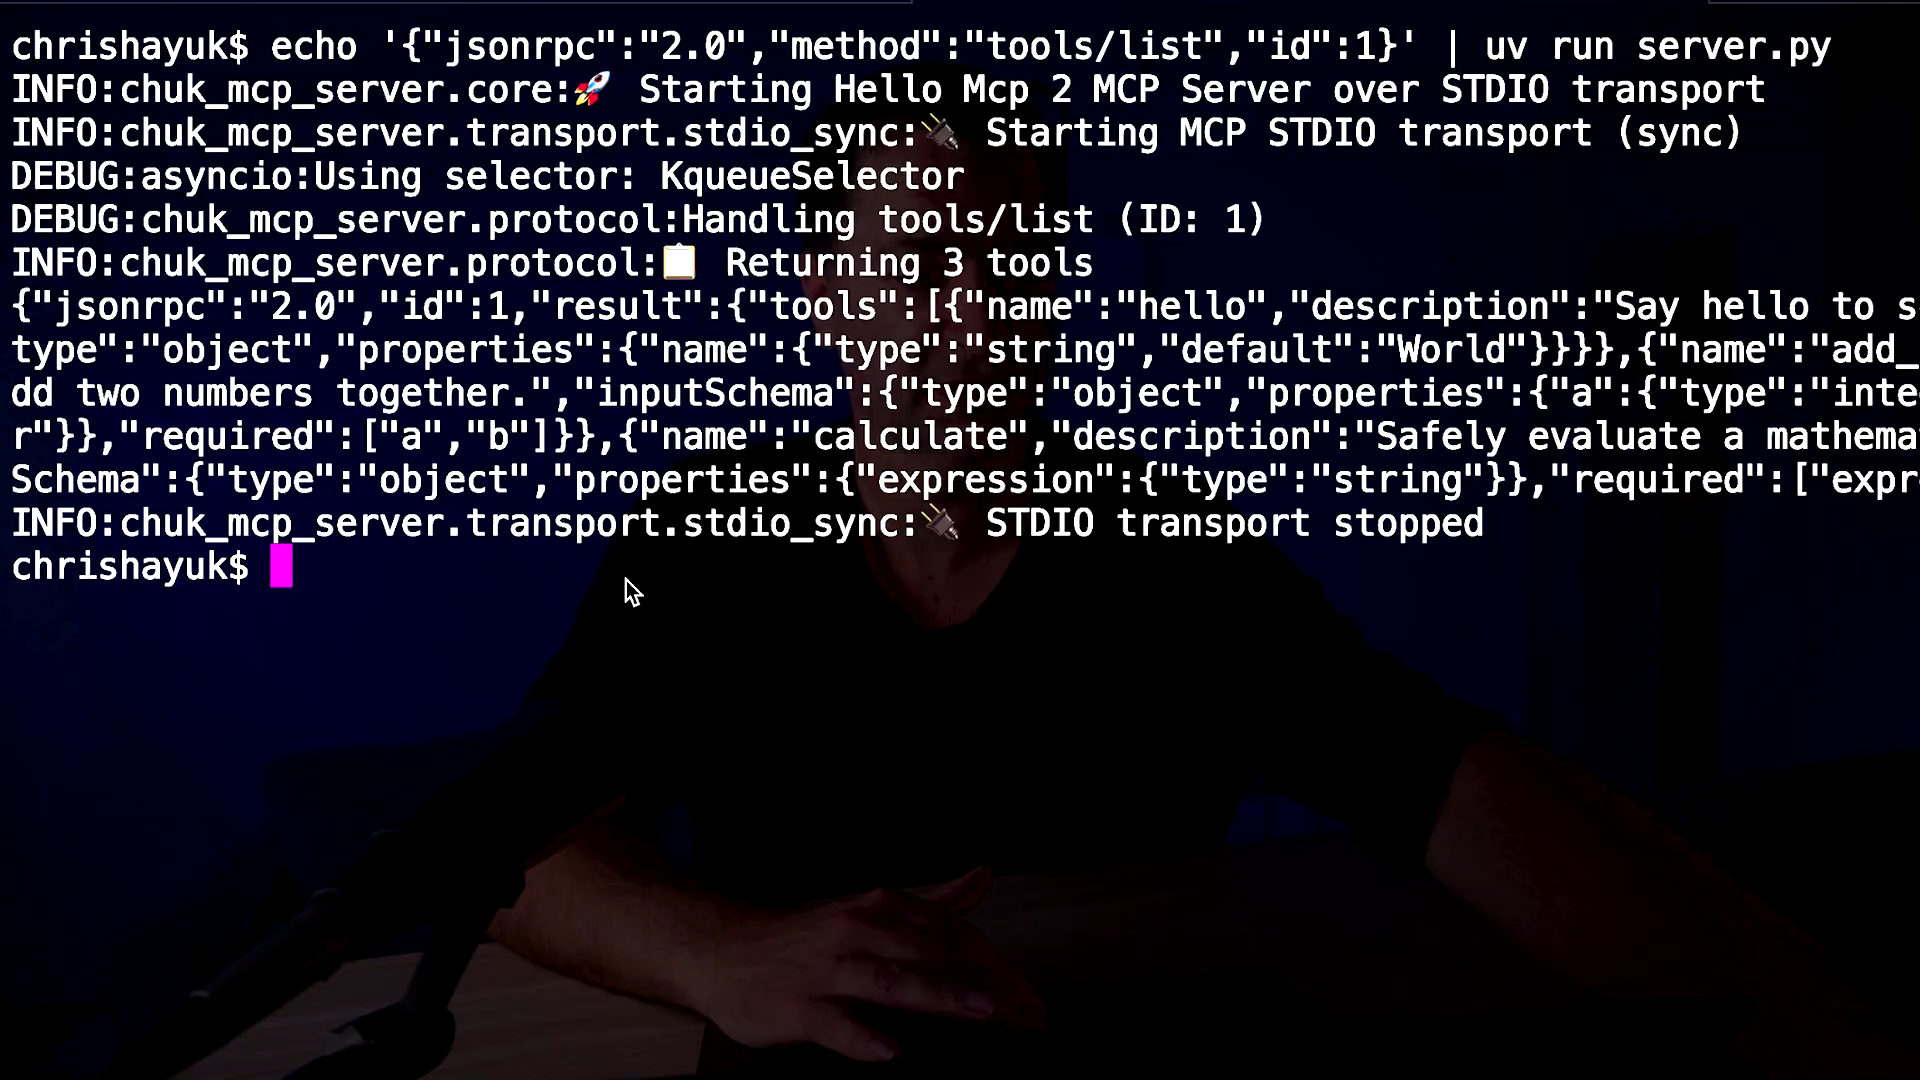 chrishayuk$ echo '{"jsonrpc":"2.0","method":"tools/list","id":1}' | uv run server.py
INFO:chuk_mcp_server.core:🚀 Starting Hello Mcp 2 MCP Server over STDIO transport
INFO:chuk_mcp_server.transport.stdio_sync:🔌 Starting MCP STDIO transport (sync)
DEBUG:asyncio:Using selector: KqueueSelector
DEBUG:chuk_mcp_server.protocol:Handling tools/list (ID: 1)
INFO:chuk_mcp_server.protocol:📋 Returning 3 tools
{"jsonrpc":"2.0","id":1,"result":{"tools":[{"name":"hello","description":"Say hello to s
type":"object","properties":{"name":{"type":"string","default":"World"}}}},{"name":"add_
dd two numbers together.","inputSchema":{"type":"object","properties":{"a":{"type":"inte
r"}},"required":["a","b"]}},{"name":"calculate","description":"Safely evaluate a mathema
Schema":{"type":"object","properties":{"expression":{"type":"string"}},"required":["expr
INFO:chuk_mcp_server.transport.stdio_sync:🔌 STDIO transport stopped
chrishayuk$